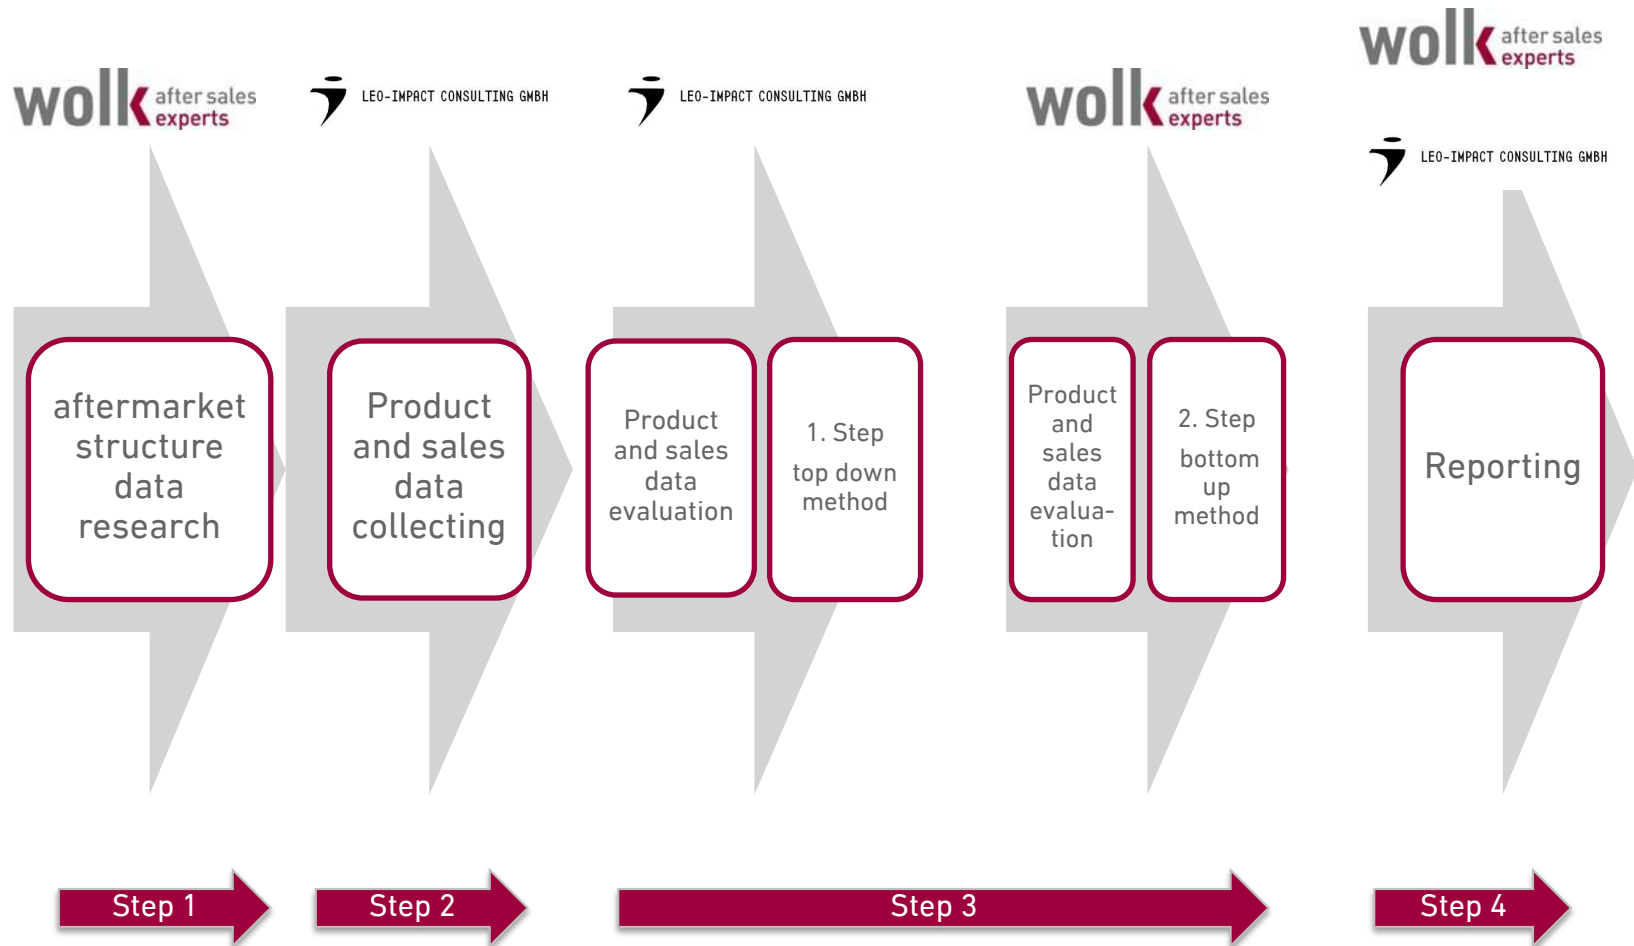 wolk after sales
experts
LEO-IMPACT CONSULTING GMBH
LEO-IMPACT CONSULTING GMBH
wolk after sales
experts
wolk after sales
experts
LEO-IMPACT CONSULTING GMBH
aftermarket
structure
data
research
Product
and sales
data
collecting
Product
and sales
data
evaluation
1. Step
top down
method
Product
and
sales
data
evalua-
tion
2. Step
bottom
up
method
Reporting
Step 1
Step 2
Step 3
Step 4